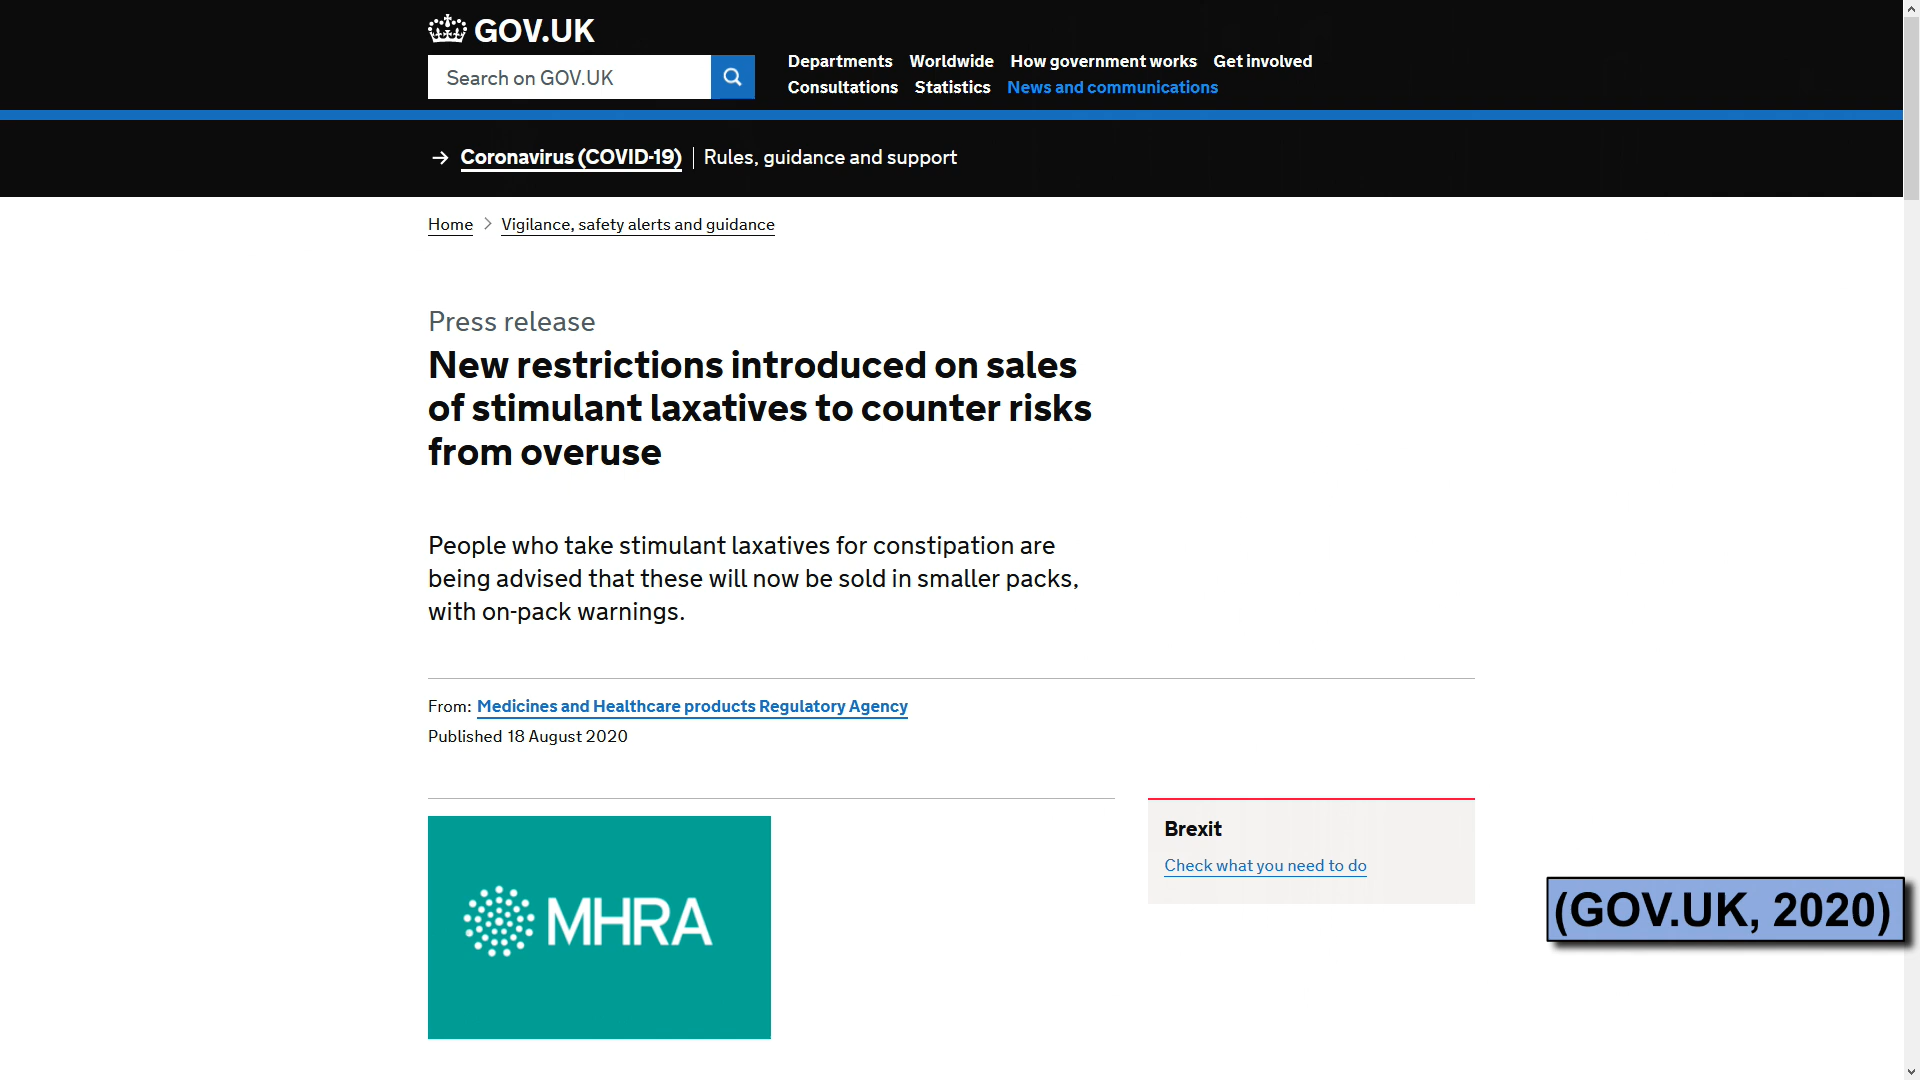 GOV.UK
Search on GOV.UK
Departments Worldwide How government works Get involved
Consultations Statistics News and communications
→ Coronavirus (COVID-19) | Rules, guidance and support
Home > Vigilance, safety alerts and guidance
Press release
New restrictions introduced on sales
of stimulant laxatives to counter risks
from overuse
People who take stimulant laxatives for constipation are
being advised that these will now be sold in smaller packs,
with on-pack warnings.
From: Medicines and Healthcare products Regulatory Agency
Published 18 August 2020
MHRA
Brexit
Check what you need to do
(GOV.UK, 2020)